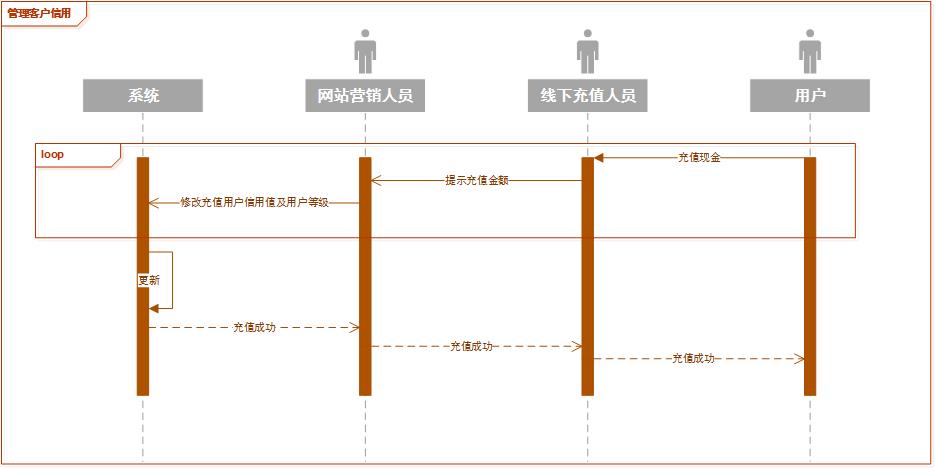 管理客户信用
系统
网站营销人员
线下充值人员
用户
loop
充值现金
提示充值金额
修改充值用户信用值及用户等级
更新
充值成功
充值成功
充值成功